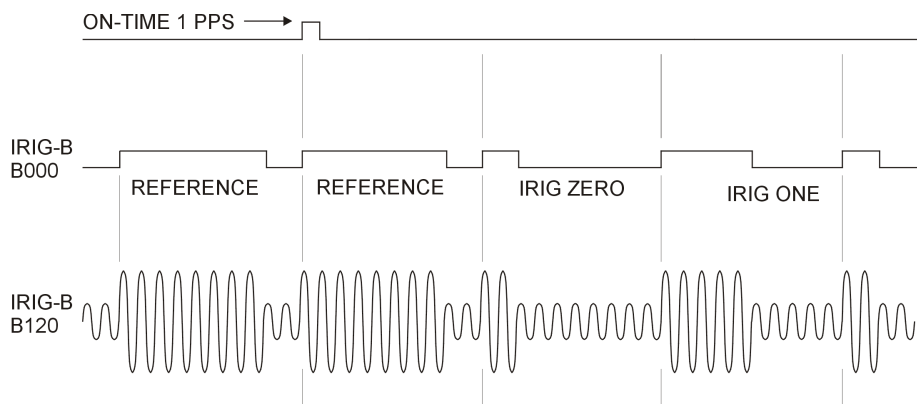 ON-TIME 1 PPS
IRIG-B
B000
REFERENCE
REFERENCE
IRIG ZERO
IRIG ONE
IRIG-B
B120